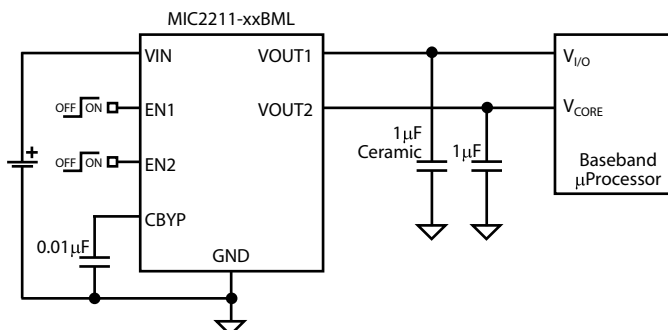 MIC2211-xxBML
VIN
VOUT1
V_I/O
OFF ON
EN1
VOUT2
V_CORE
OFF ON
EN2
1μF
Ceramic
1μF
Baseband
μProcessor
+
CBYP
0.01μF
GND